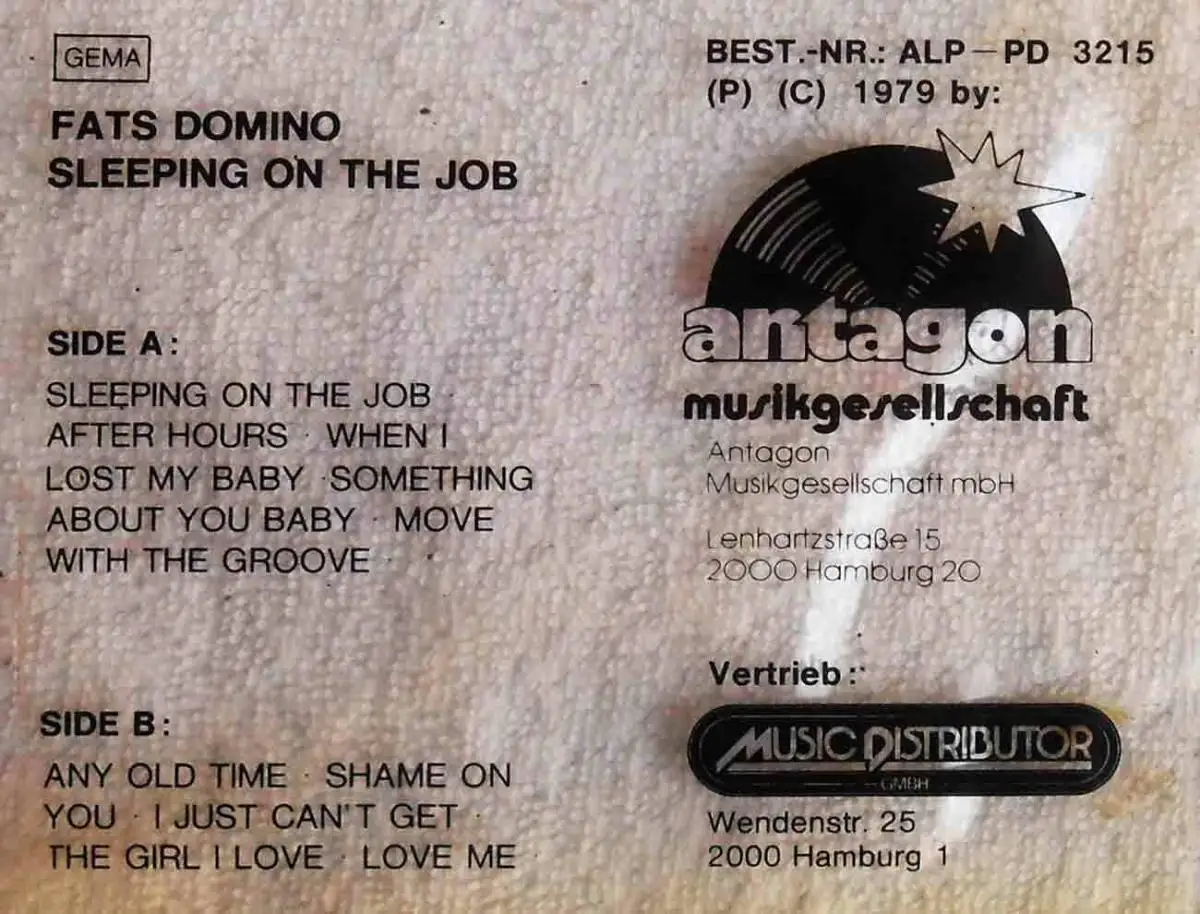 GEMA
FATS DOMINO
SLEEPING ON THE JOB
SIDE A:
SLEEPING ON THE JOB ·
AFTER HOURS · WHEN I
LOST MY BABY · SOMETHING
ABOUT YOU BABY · MOVE
WITH THE GROOVE ·
SIDE B:
ANY OLD TIME · SHAME ON
YOU · I JUST CAN'T GET ·
THE GIRL I LOVE · LOVE ME
BEST.-NR.: ALP – PD 3215
(P) (C) 1979 by:
antagon
musikgesellschaft
Antagon
Musikgesellschaft mbH
Lenhartzstraße 15
2000 Hamburg 20
Vertrieb:
MUSIC DISTRIBUTOR
GMBH
Wendenstr. 25
2000 Hamburg 1